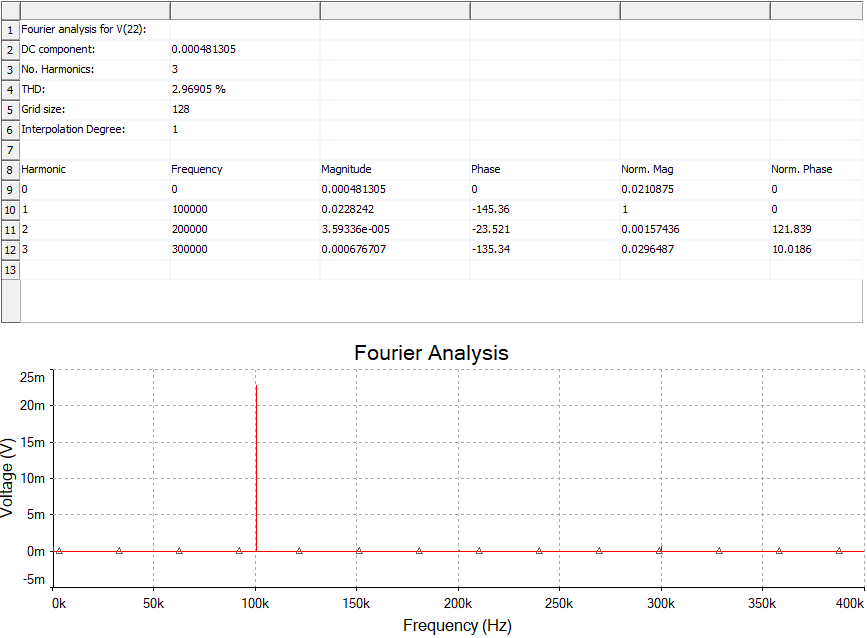 1 Fourier analysis for V(22):
2 DC component: 0.000481305
3 No. Harmonics: 3
4 THD: 2.96905 %
5 Grid size: 128
6 Interpolation Degree: 1
7
8 Harmonic Frequency Magnitude Phase Norm. Mag Norm. Phase
9 0 0 0.000481305 0 0.0210875 0
10 1 100000 0.0228242 -145.36 1 0
11 2 200000 3.59336e-005 -23.521 0.00157436 121.839
12 3 300000 0.000676707 -135.34 0.0296487 10.0186
13
Fourier Analysis
25m
20m
15m
10m
5m
0m
-5m
Voltage (V)
0k 50k 100k 150k 200k 250k 300k 350k 400k
Frequency (Hz)